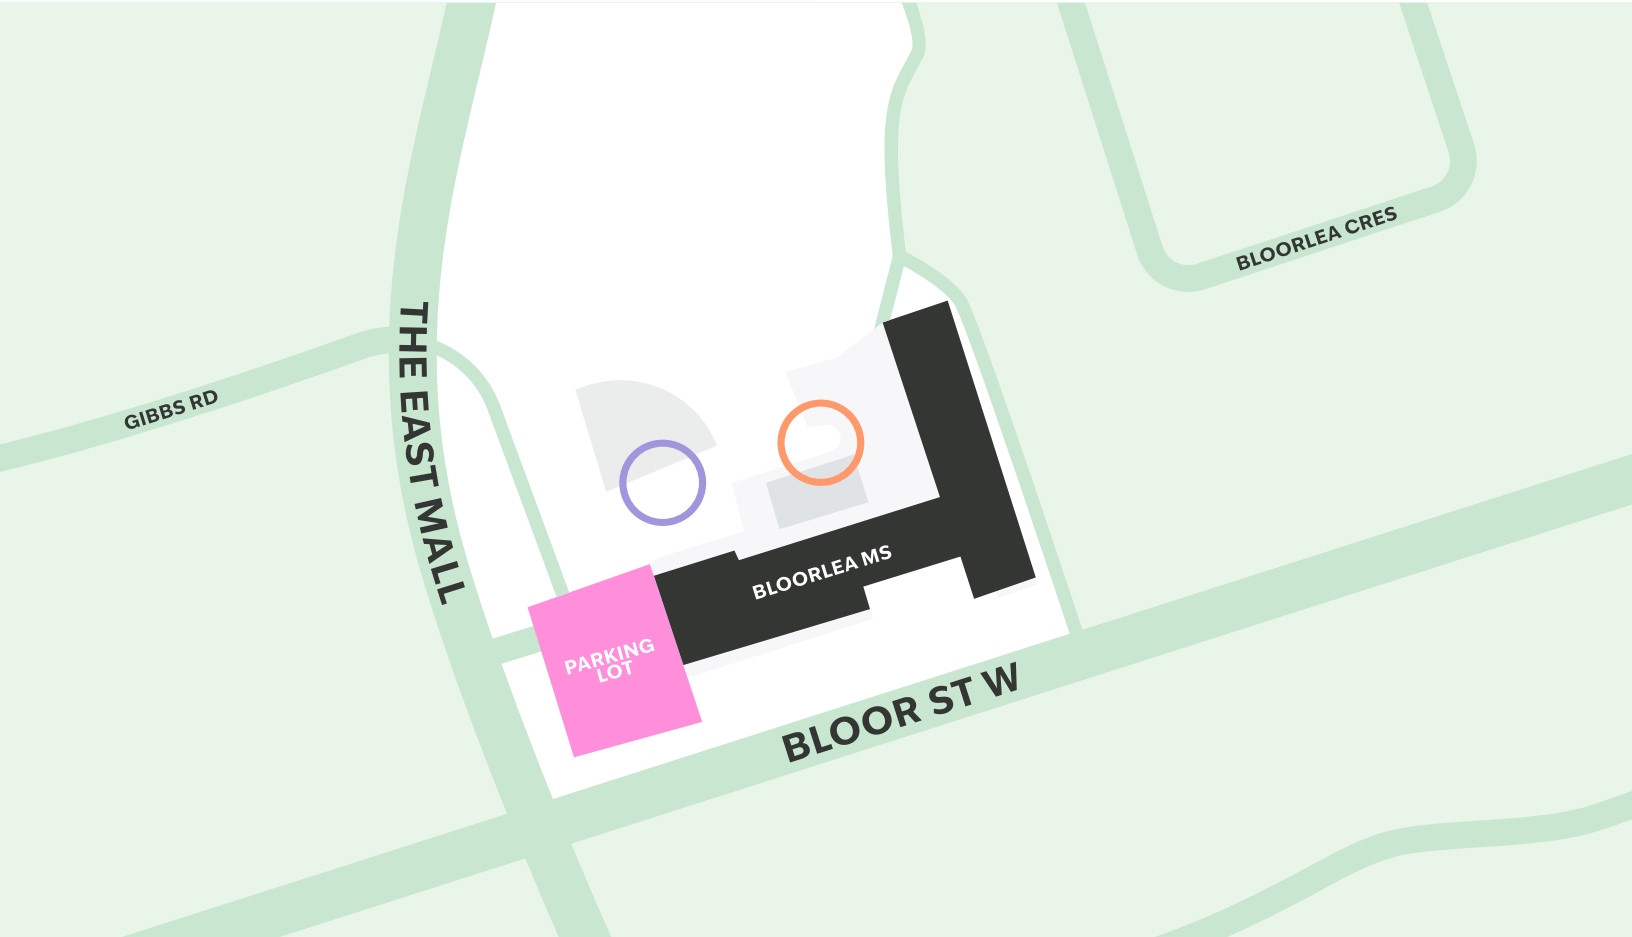 BLOORLEA CRES
THE EAST MALL
GIBBS RD
BLOORLEA MS
PARKING
LOT
BLOOR ST W